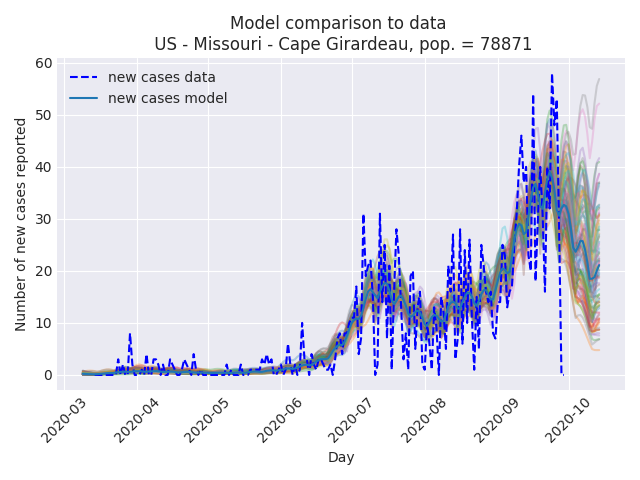 Model comparison to data
US - Missouri - Cape Girardeau, pop. = 78871
new cases data
new cases model
Number of new cases reported
60
50
40
30
20
10
0
2020-03
2020-04
2020-05
2020-06
2020-07
2020-08
2020-09
2020-10
Day